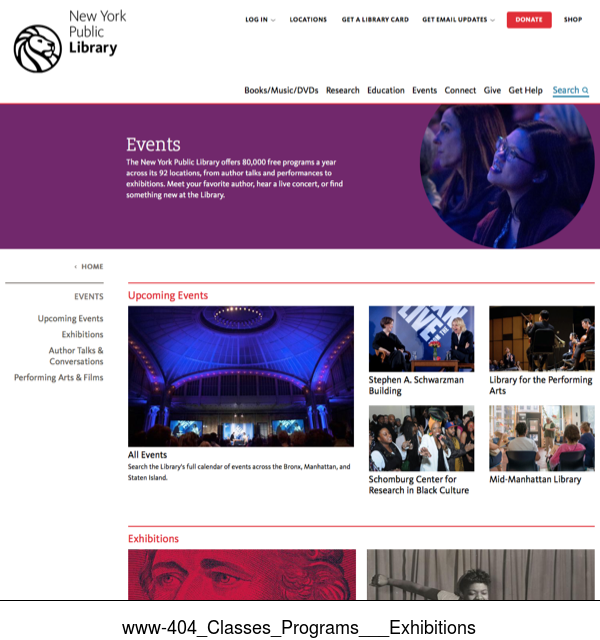 New York
Public
Library
LOG IN
LOCATIONS
GET A LIBRARY CARD
GET EMAIL UPDATES
DONATE
SHOP
Books/Music/DVDs Research Education Events Connect Give Get Help Search
Events
The New York Public Library offers 80,000 free programs a year
across its 92 locations, from author talks and performances to
exhibitions. Meet your favorite author, hear a live concert, or find
something new at the Library.
‹ HOME
EVENTS
Upcoming Events
Exhibitions
Author Talks &
Conversations
Performing Arts & Films
Upcoming Events
All Events
Search the Library's full calendar of events across the Bronx, Manhattan, and
Staten Island.
LIVE
Stephen A. Schwarzman
Building
Library for the Performing
Arts
Schomburg Center for
Research in Black Culture
Mid-Manhattan Library
Exhibitions
www-404_Classes_Programs___Exhibitions